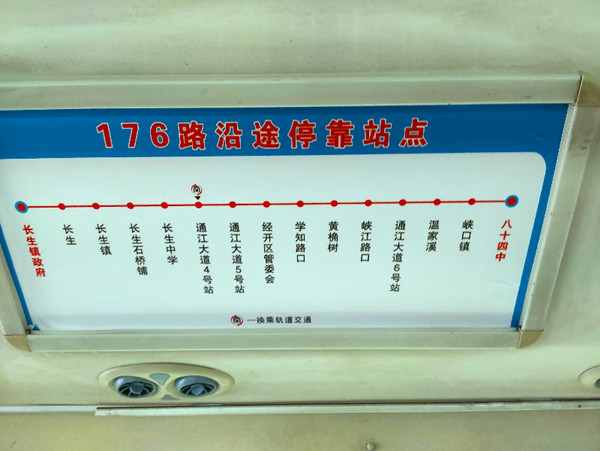 176路沿途停靠站点
长生镇政府
长生
长生镇
长生石桥铺
长生中学
通江大道4号站
通江大道5号站
经开区管委会
学知路口
黄桷树
峡江路口
通江大道6号站
温家溪
峡口镇
八十四中
—换乘轨道交通